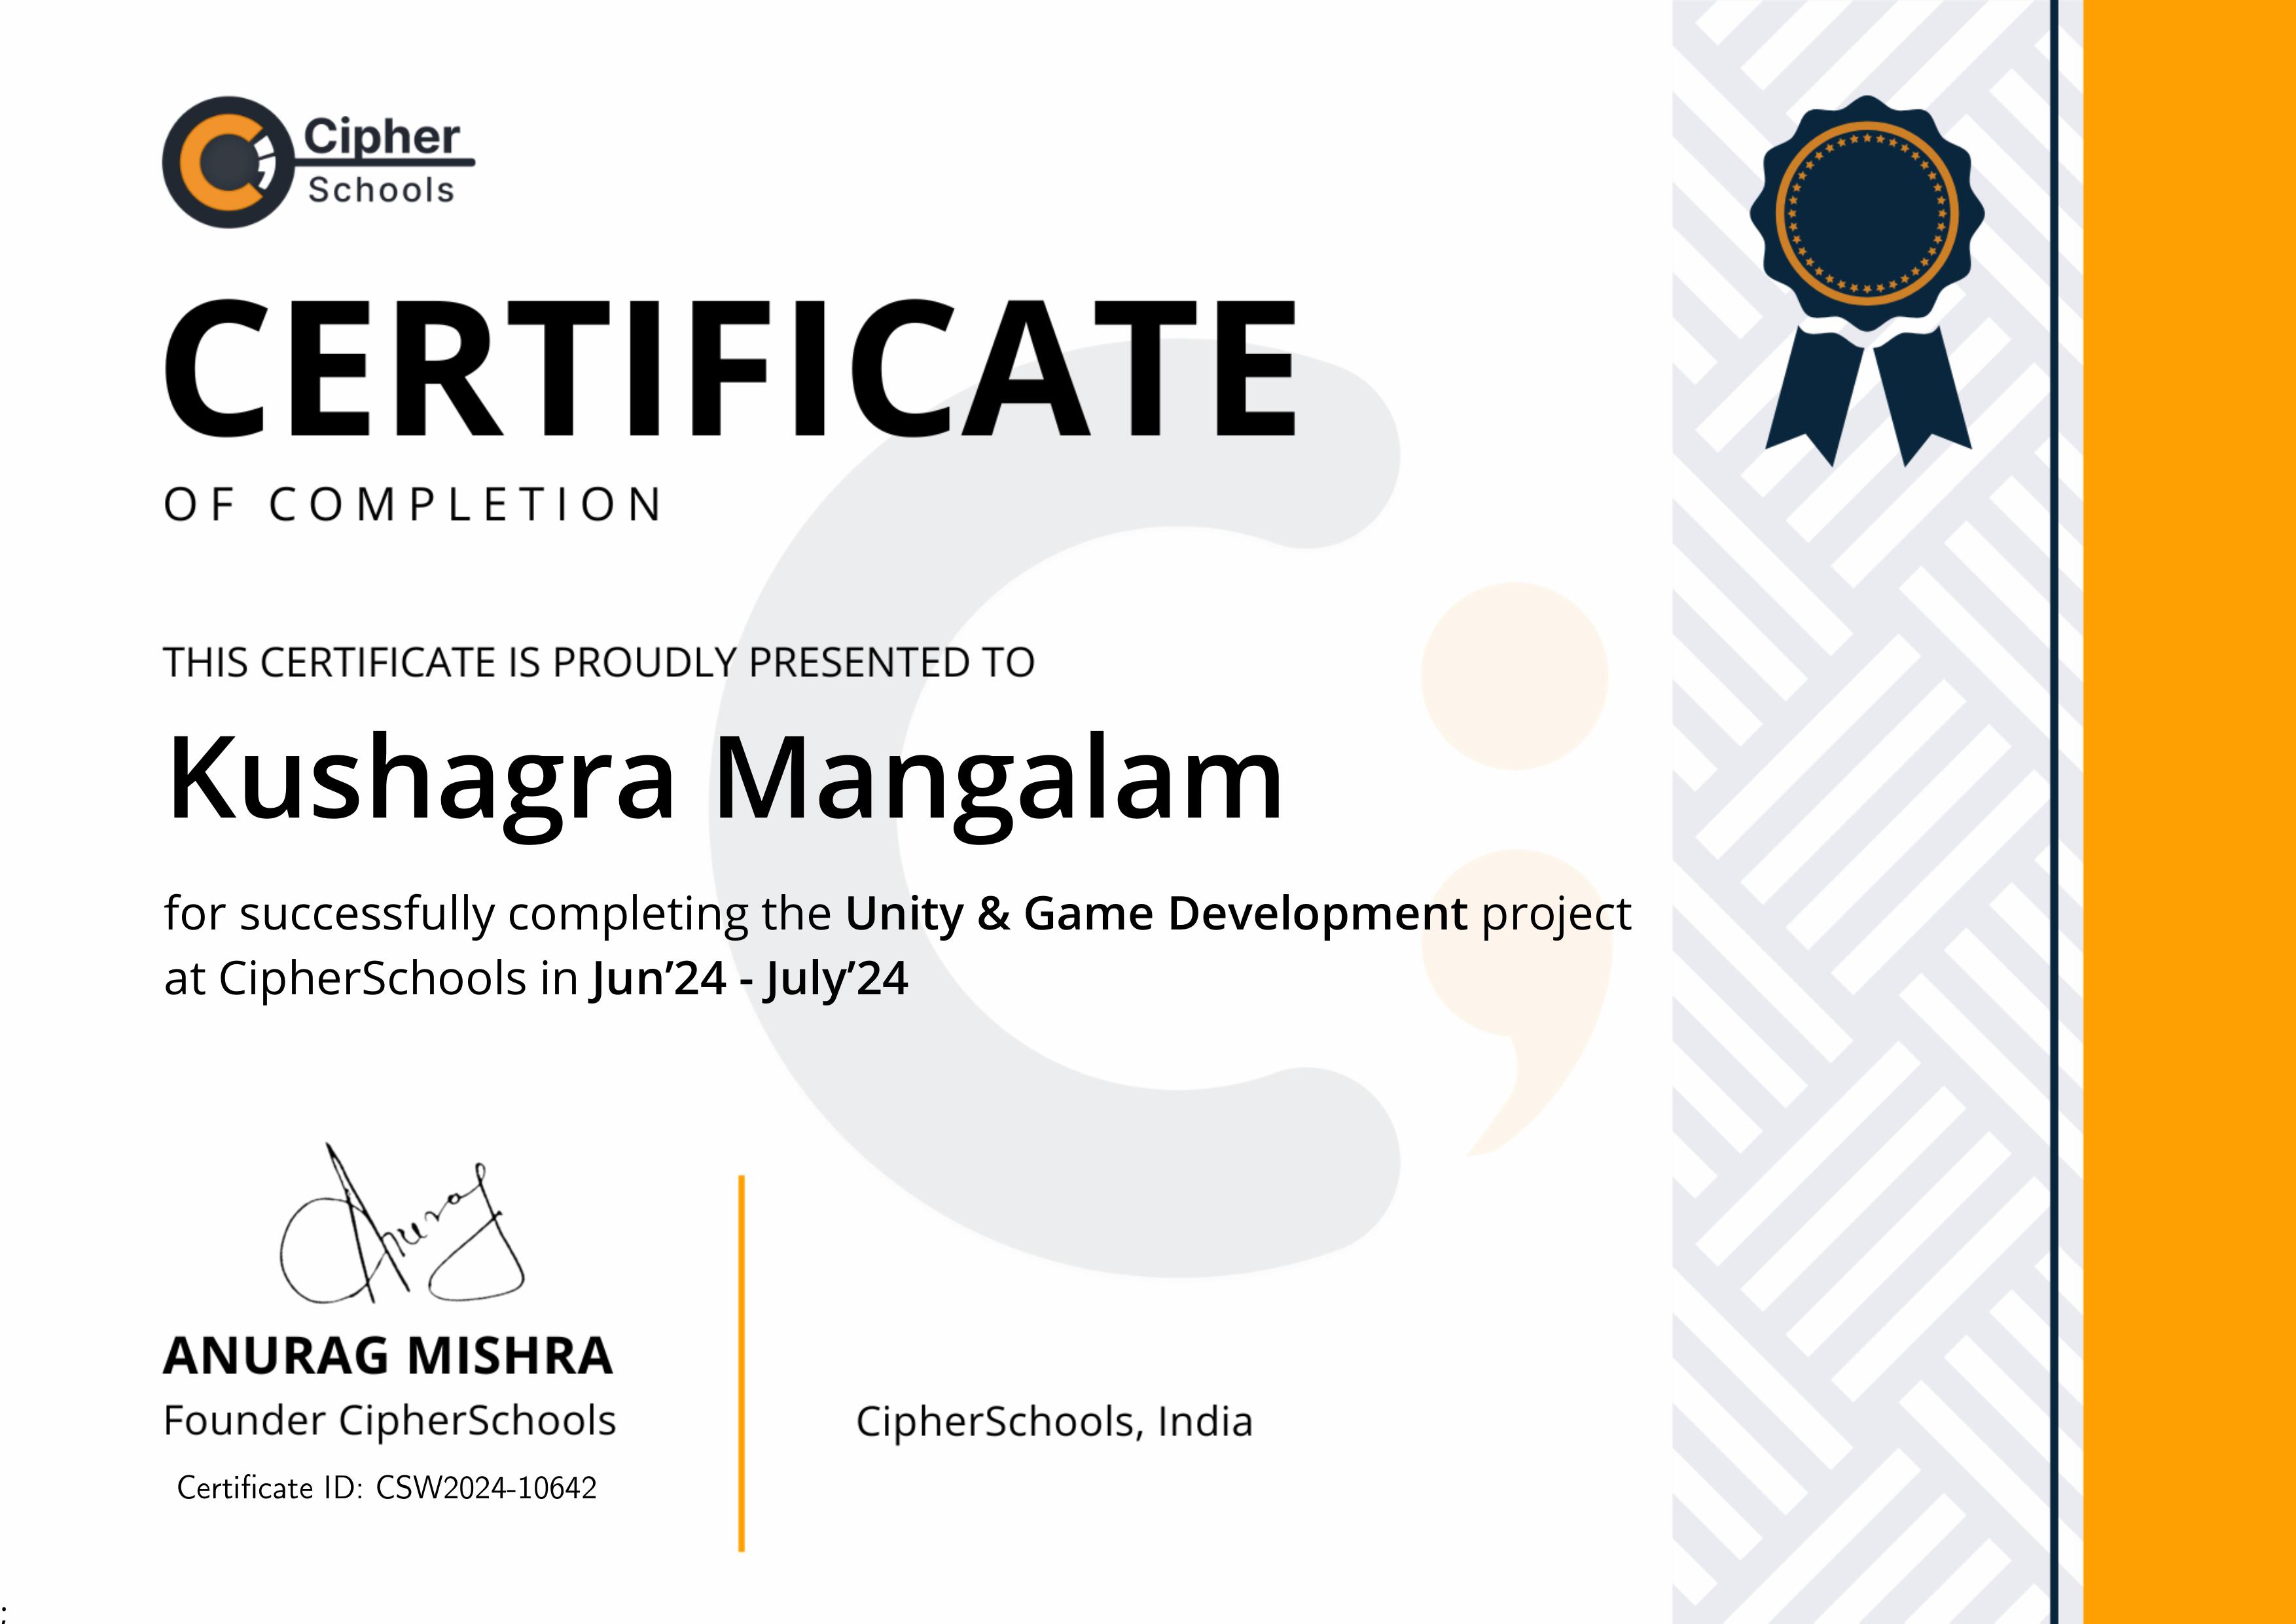 Cipher
Schools
CERTIFICATE
OF COMPLETION
THIS CERTIFICATE IS PROUDLY PRESENTED TO
Kushagra Mangalam
for successfully completing the Unity & Game Development project
at CipherSchools in Jun’24 - July’24
Anurag
ANURAG MISHRA
Founder CipherSchools
CipherSchools, India
Certificate ID: CSW2024-10642
;